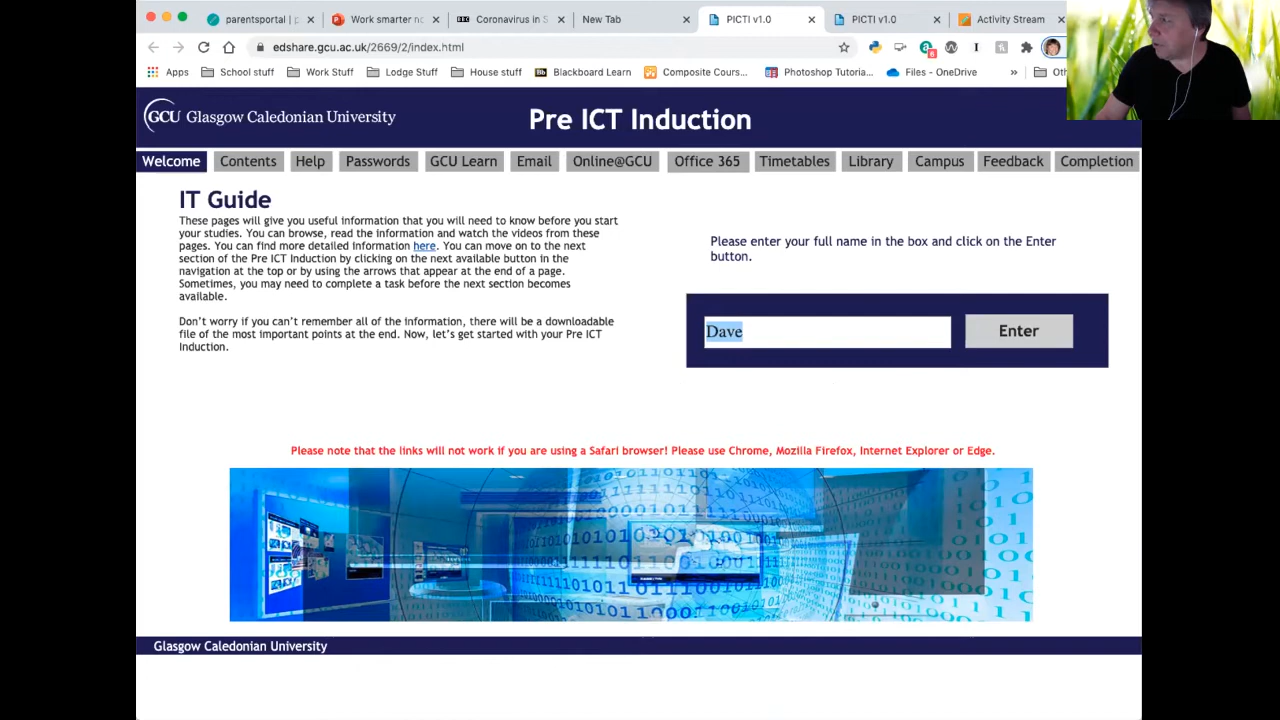 parentsportal | p
Work smarter no
Coronavirus in S
New Tab
PICTI v1.0
PICTI v1.0
Activity Stream
edshare.gcu.ac.uk/2669/2/index.html
Apps
School stuff
Work Stuff
Lodge Stuff
House stuff
Blackboard Learn
Composite Cour...
Photoshop Tutoria...
Files - OneDrive
»
Oth
GCU Glasgow Caledonian University
Pre ICT Induction
Welcome
Contents
Help
Passwords
GCU Learn
Email
Online@GCU
Office 365
Timetables
Library
Campus
Feedback
Completion
IT Guide
These pages will give you useful information that you will need to know before you start
your studies. You can browse, read the information and watch the videos from these
pages. You can find more detailed information here. You can move on to the next
section of the Pre ICT Induction by clicking on the next available button in the
navigation at the top or by using the arrows that appear at the end of a page.
Sometimes, you may need to complete a task before the next section becomes
available.
Don't worry if you can't remember all of the information, there will be a downloadable
file of the most important points at the end. Now, let's get started with your Pre ICT
Induction.
Please enter your full name in the box and click on the Enter
button.
Dave
Enter
Please note that the links will not work if you are using a Safari browser! Please use Chrome, Mozilla Firefox, Internet Explorer or Edge.
Glasgow Caledonian University